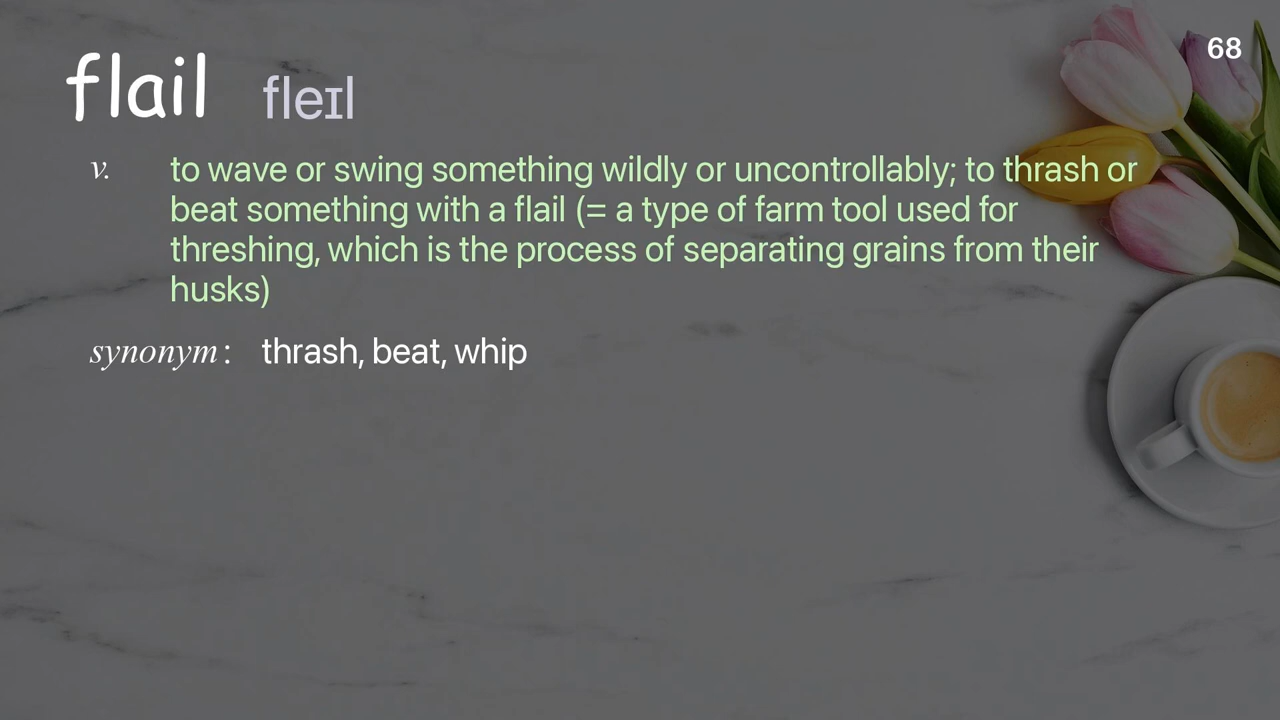 68
flail fleɪl
v. to wave or swing something wildly or uncontrollably; to thrash or
beat something with a flail (= a type of farm tool used for
threshing, which is the process of separating grains from their
husks)
synonym: thrash, beat, whip